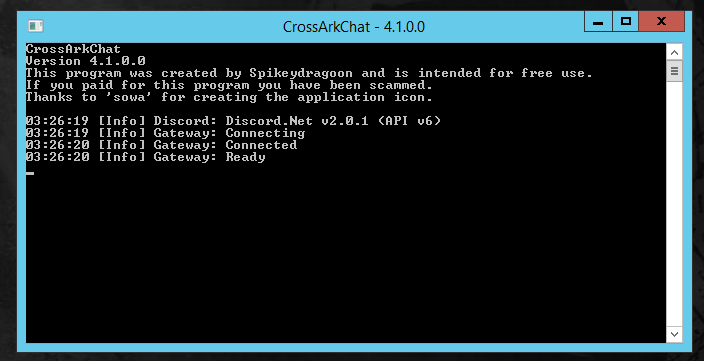 CrossArkChat - 4.1.0.0
CrossArkChat
Version 4.1.0.0
This program was created by Spikeydragoon and is intended for free use.
If you paid for this program you have been scammed.
Thanks to 'sowa' for creating the application icon.
03:26:19 [Info] Discord: Discord.Net v2.0.1 (API v6)
03:26:19 [Info] Gateway: Connecting
03:26:20 [Info] Gateway: Connected
03:26:20 [Info] Gateway: Ready